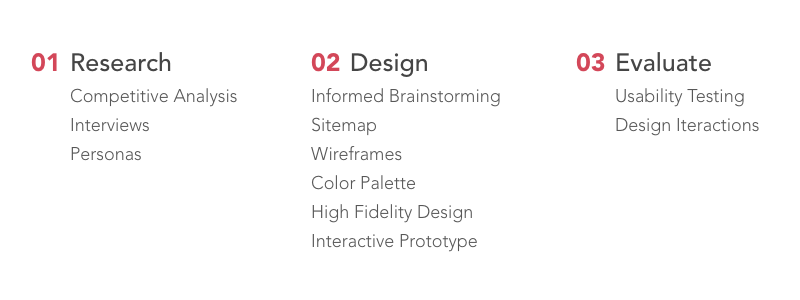 01 Research
Competitive Analysis
Interviews
Personas
02 Design
Informed Brainstorming
Sitemap
Wireframes
Color Palette
High Fidelity Design
Interactive Prototype
03 Evaluate
Usability Testing
Design Iteractions